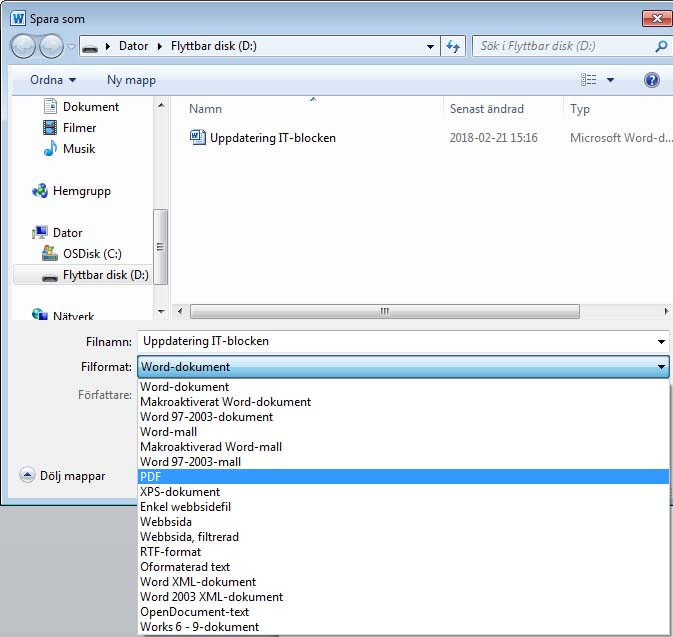 Spara som
Dator Flyttbar disk (D:)
Sök i Flyttbar disk (D:)
Ordna
Ny mapp
Dokument
Filmer
Musik
Hemgrupp
Dator
OSDisk (C:)
Flyttbar disk (D:)
Nätverk
Namn Senast ändrad Typ
Uppdatering IT-blocken 2018-02-21 15:16 Microsoft Word-d...
Filnamn: Uppdatering IT-blocken
Filformat: Word-dokument
Författare:
Word-dokument
Makroaktiverat Word-dokument
Word 97-2003-dokument
Word-mall
Makroaktiverad Word-mall
Word 97-2003-mall
PDF
XPS-dokument
Enkel webbsidefil
Webbsida
Webbsida, filtrerad
RTF-format
Oformaterad text
Word XML-dokument
Word 2003 XML-dokument
OpenDocument-text
Works 6 - 9-dokument
Dölj mappar